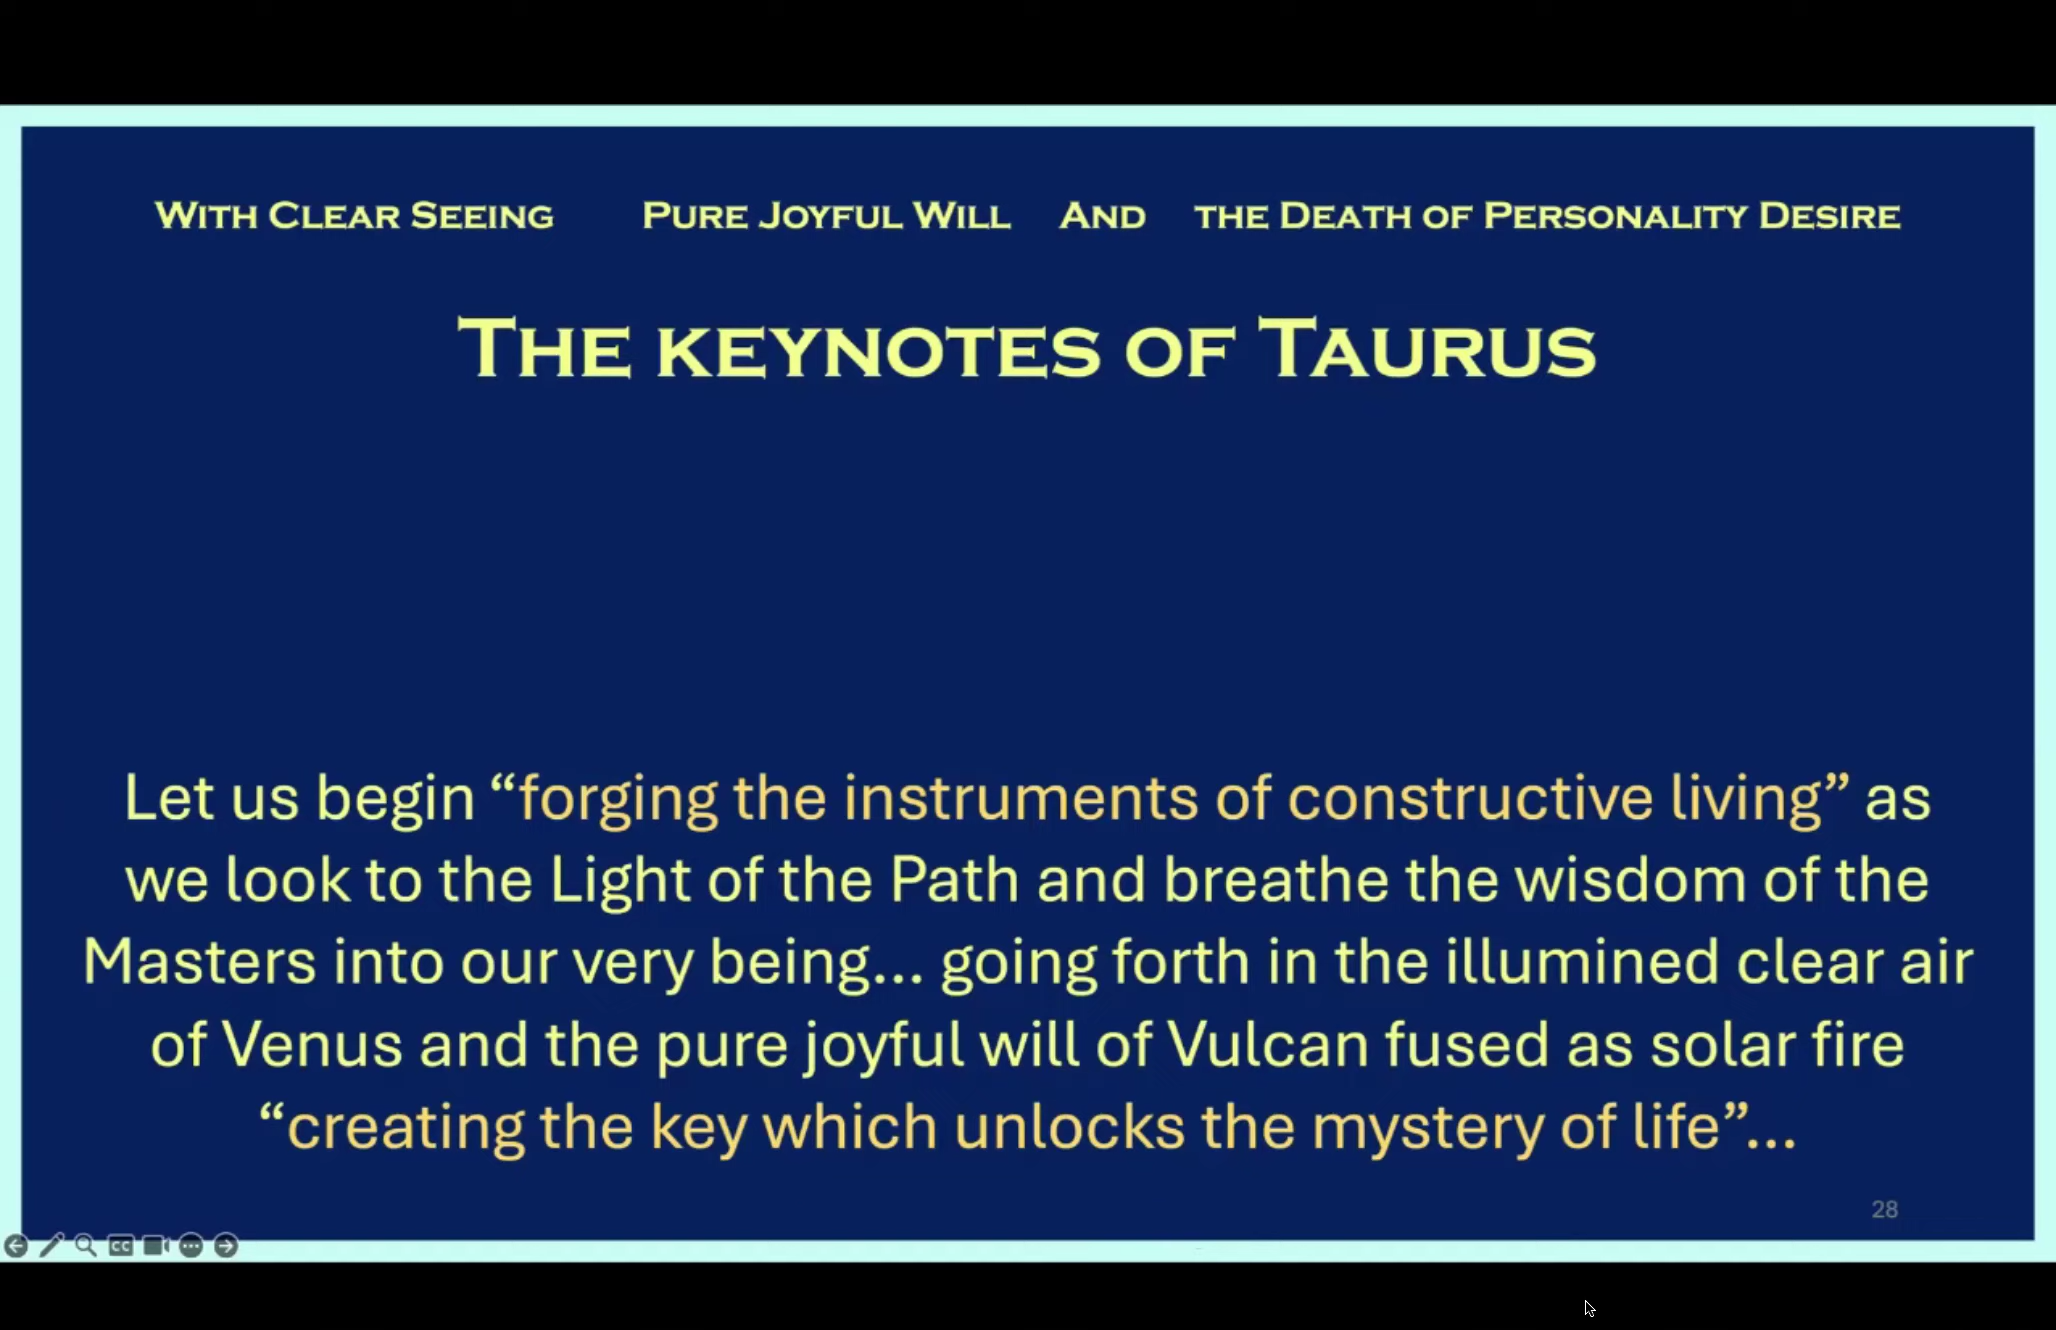 With Clear Seeing Pure Joyful Will And the Death of Personality Desire
The keynotes of Taurus
Let us begin “forging the instruments of constructive living” as
we look to the Light of the Path and breathe the wisdom of the
Masters into our very being... going forth in the illumined clear air
of Venus and the pure joyful will of Vulcan fused as solar fire
“creating the key which unlocks the mystery of life”...
28
CC